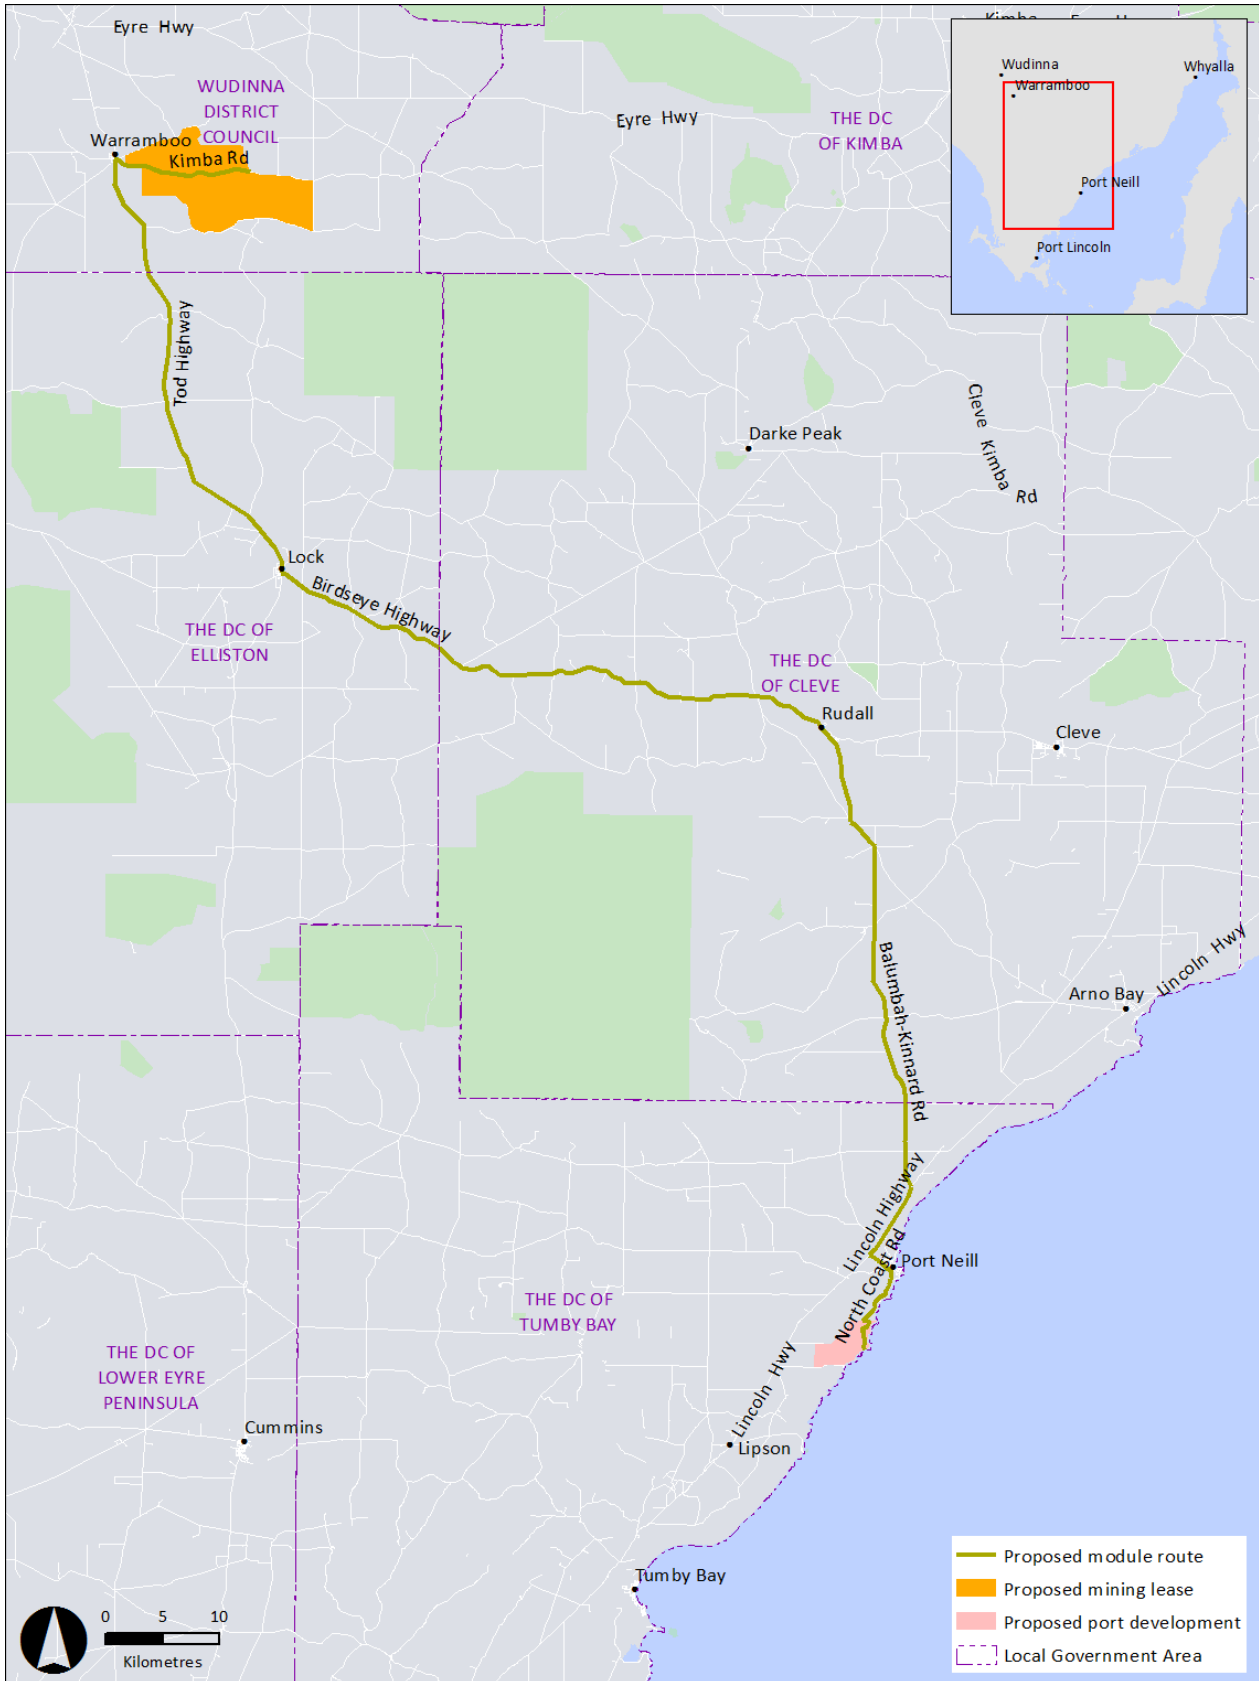 Eyre Hwy
Kimba
WUDINNA
DISTRICT
COUNCIL
Warramboo
Kimba Rd
Eyre Hwy
THE DC
OF KIMBA
Wudinna
Warramboo
Whyalla
Port Neill
Port Lincoln
Tod Highway
Darke Peak
Cleve Kimba Rd
Lock
Birdseye Highway
THE DC OF
ELLISTON
THE DC
OF CLEVE
Rudall
Cleve
Balumbah-Kinnard Rd
Arno Bay
Lincoln Hwy
Lincoln Highway
North Coast Rd
Port Neill
THE DC OF
TUMBY BAY
THE DC OF
LOWER EYRE
PENINSULA
Cummins
Lincoln Hwy
Lipson
Tumby Bay
0 5 10
Kilometres
Proposed module route
Proposed mining lease
Proposed port development
Local Government Area